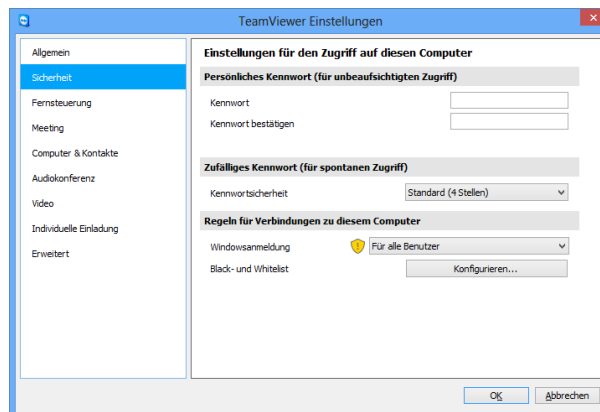 TeamViewer Einstellungen
Allgemein
Sicherheit
Fernsteuerung
Meeting
Computer & Kontakte
Audiokonferenz
Video
Individuelle Einladung
Erweitert
Einstellungen für den Zugriff auf diesen Computer
Persönliches Kennwort (für unbeaufsichtigten Zugriff)
Kennwort
Kennwort bestätigen
Zufälliges Kennwort (für spontanen Zugriff)
Kennwortsicherheit Standard (4 Stellen)
Regeln für Verbindungen zu diesem Computer
Windowsanmeldung Für alle Benutzer
Black- und Whitelist Konfigurieren...
OK Abbrechen